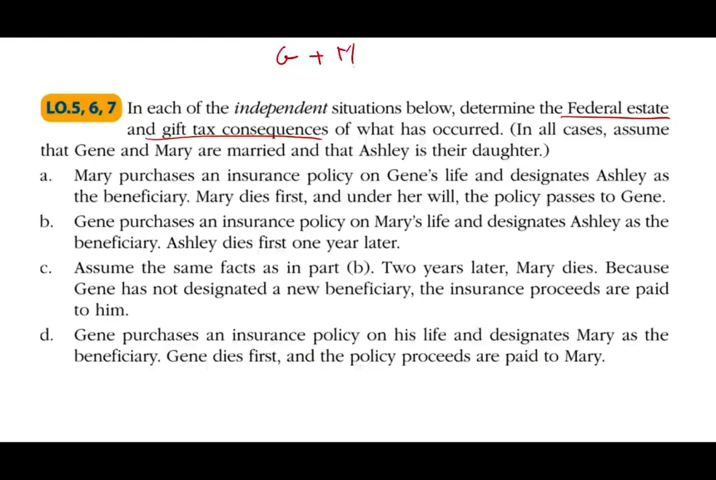 G + M
LO.5, 6, 7 In each of the independent situations below, determine the Federal estate
and gift tax consequences of what has occurred. (In all cases, assume
that Gene and Mary are married and that Ashley is their daughter.)
a. Mary purchases an insurance policy on Gene's life and designates Ashley as
the beneficiary. Mary dies first, and under her will, the policy passes to Gene.
b. Gene purchases an insurance policy on Mary's life and designates Ashley as the
beneficiary. Ashley dies first one year later.
c. Assume the same facts as in part (b). Two years later, Mary dies. Because
Gene has not designated a new beneficiary, the insurance proceeds are paid
to him.
d. Gene purchases an insurance policy on his life and designates Mary as the
beneficiary. Gene dies first, and the policy proceeds are paid to Mary.